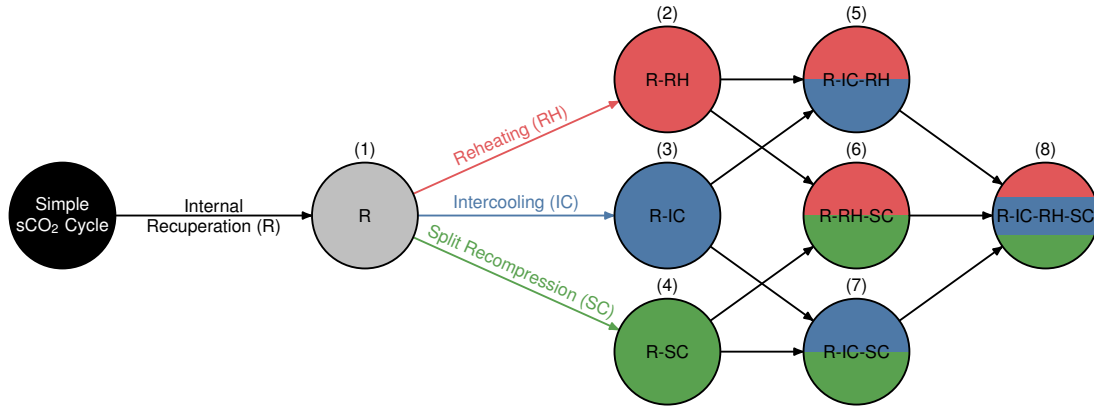 Simple
sCO₂ Cycle
Internal
Recuperation (R)
(1)
R
Reheating (RH)
Intercooling (IC)
Split Recompression (SC)
(2)
R-RH
(3)
R-IC
(4)
R-SC
(5)
R-IC-RH
(6)
R-RH-SC
(7)
R-IC-SC
(8)
R-IC-RH-SC